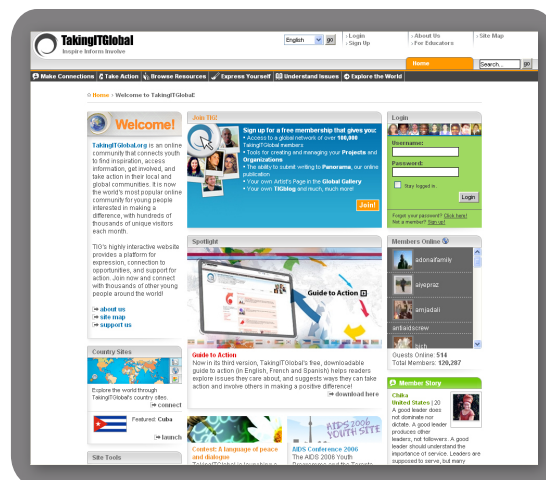 TakingITGlobal
Inspire Inform Involve
English go
› Login
› Sign Up
› About Us
› For Educators
› Site Map
Home
Search... go
Make Connections Take Action Browse Resources Express Yourself Understand Issues Explore the World
Home › Welcome to TakingITGlobal!
Welcome!
TakingITGlobal.org is an online
community that connects youth
to find inspiration, access
information, get involved, and
take action in their local and
global communities. It is now
the world's most popular online
community for young people
interested in making a
difference, with hundreds of
thousands of unique visitors
each month.
TIG's highly interactive website
provides a platform for
expression, connection to
opportunities, and support for
action. Join now and connect
with thousands of other young
people around the world!
about us
site map
support us
Country Sites
Explore the world through
TakingITGlobal's country sites.
connect
Featured: Cuba
launch
Site Tools
Join TIG!
Sign up for a free membership that gives you:
• Access to a global network of over 100,000
TakingITGlobal members
• Tools for creating and managing your Projects and
Organizations
• The ability to submit writing to Panorama, our online
publication
• Your own Artist's Page in the Global Gallery
• Your own TIGblog and much, much more!
Join!
Spotlight
Guide to Action
Guide to Action
Now in its third version, TakingITGlobal's free, downloadable
guide to action (in English, French and Spanish) helps readers
explore issues they care about, and suggests ways they can take
action and involve others in making a positive difference!
download here
Contest: A language of peace
and dialogue
TakingITGlobal is launching a
AIDS 2006
YOUTH SITE
AIDS Conference 2006
The AIDS 2006 Youth
Programme and the Toronto
Login
Username:
Password:
Stay logged in.
Login
Forgot your password? Click here!
Not a member? Sign up!
Members Online
adonaifamily
aiyepraz
amjadali
antiaidscrew
birh
Guests Online: 514
Total Members: 120,287
Member Story
Chika
United States | 20
A good leader does
not dominate nor
dictate. A good leader
produces other
leaders, not followers. A good
leader should understand the
importance of service. Leaders are
supposed to serve, but many